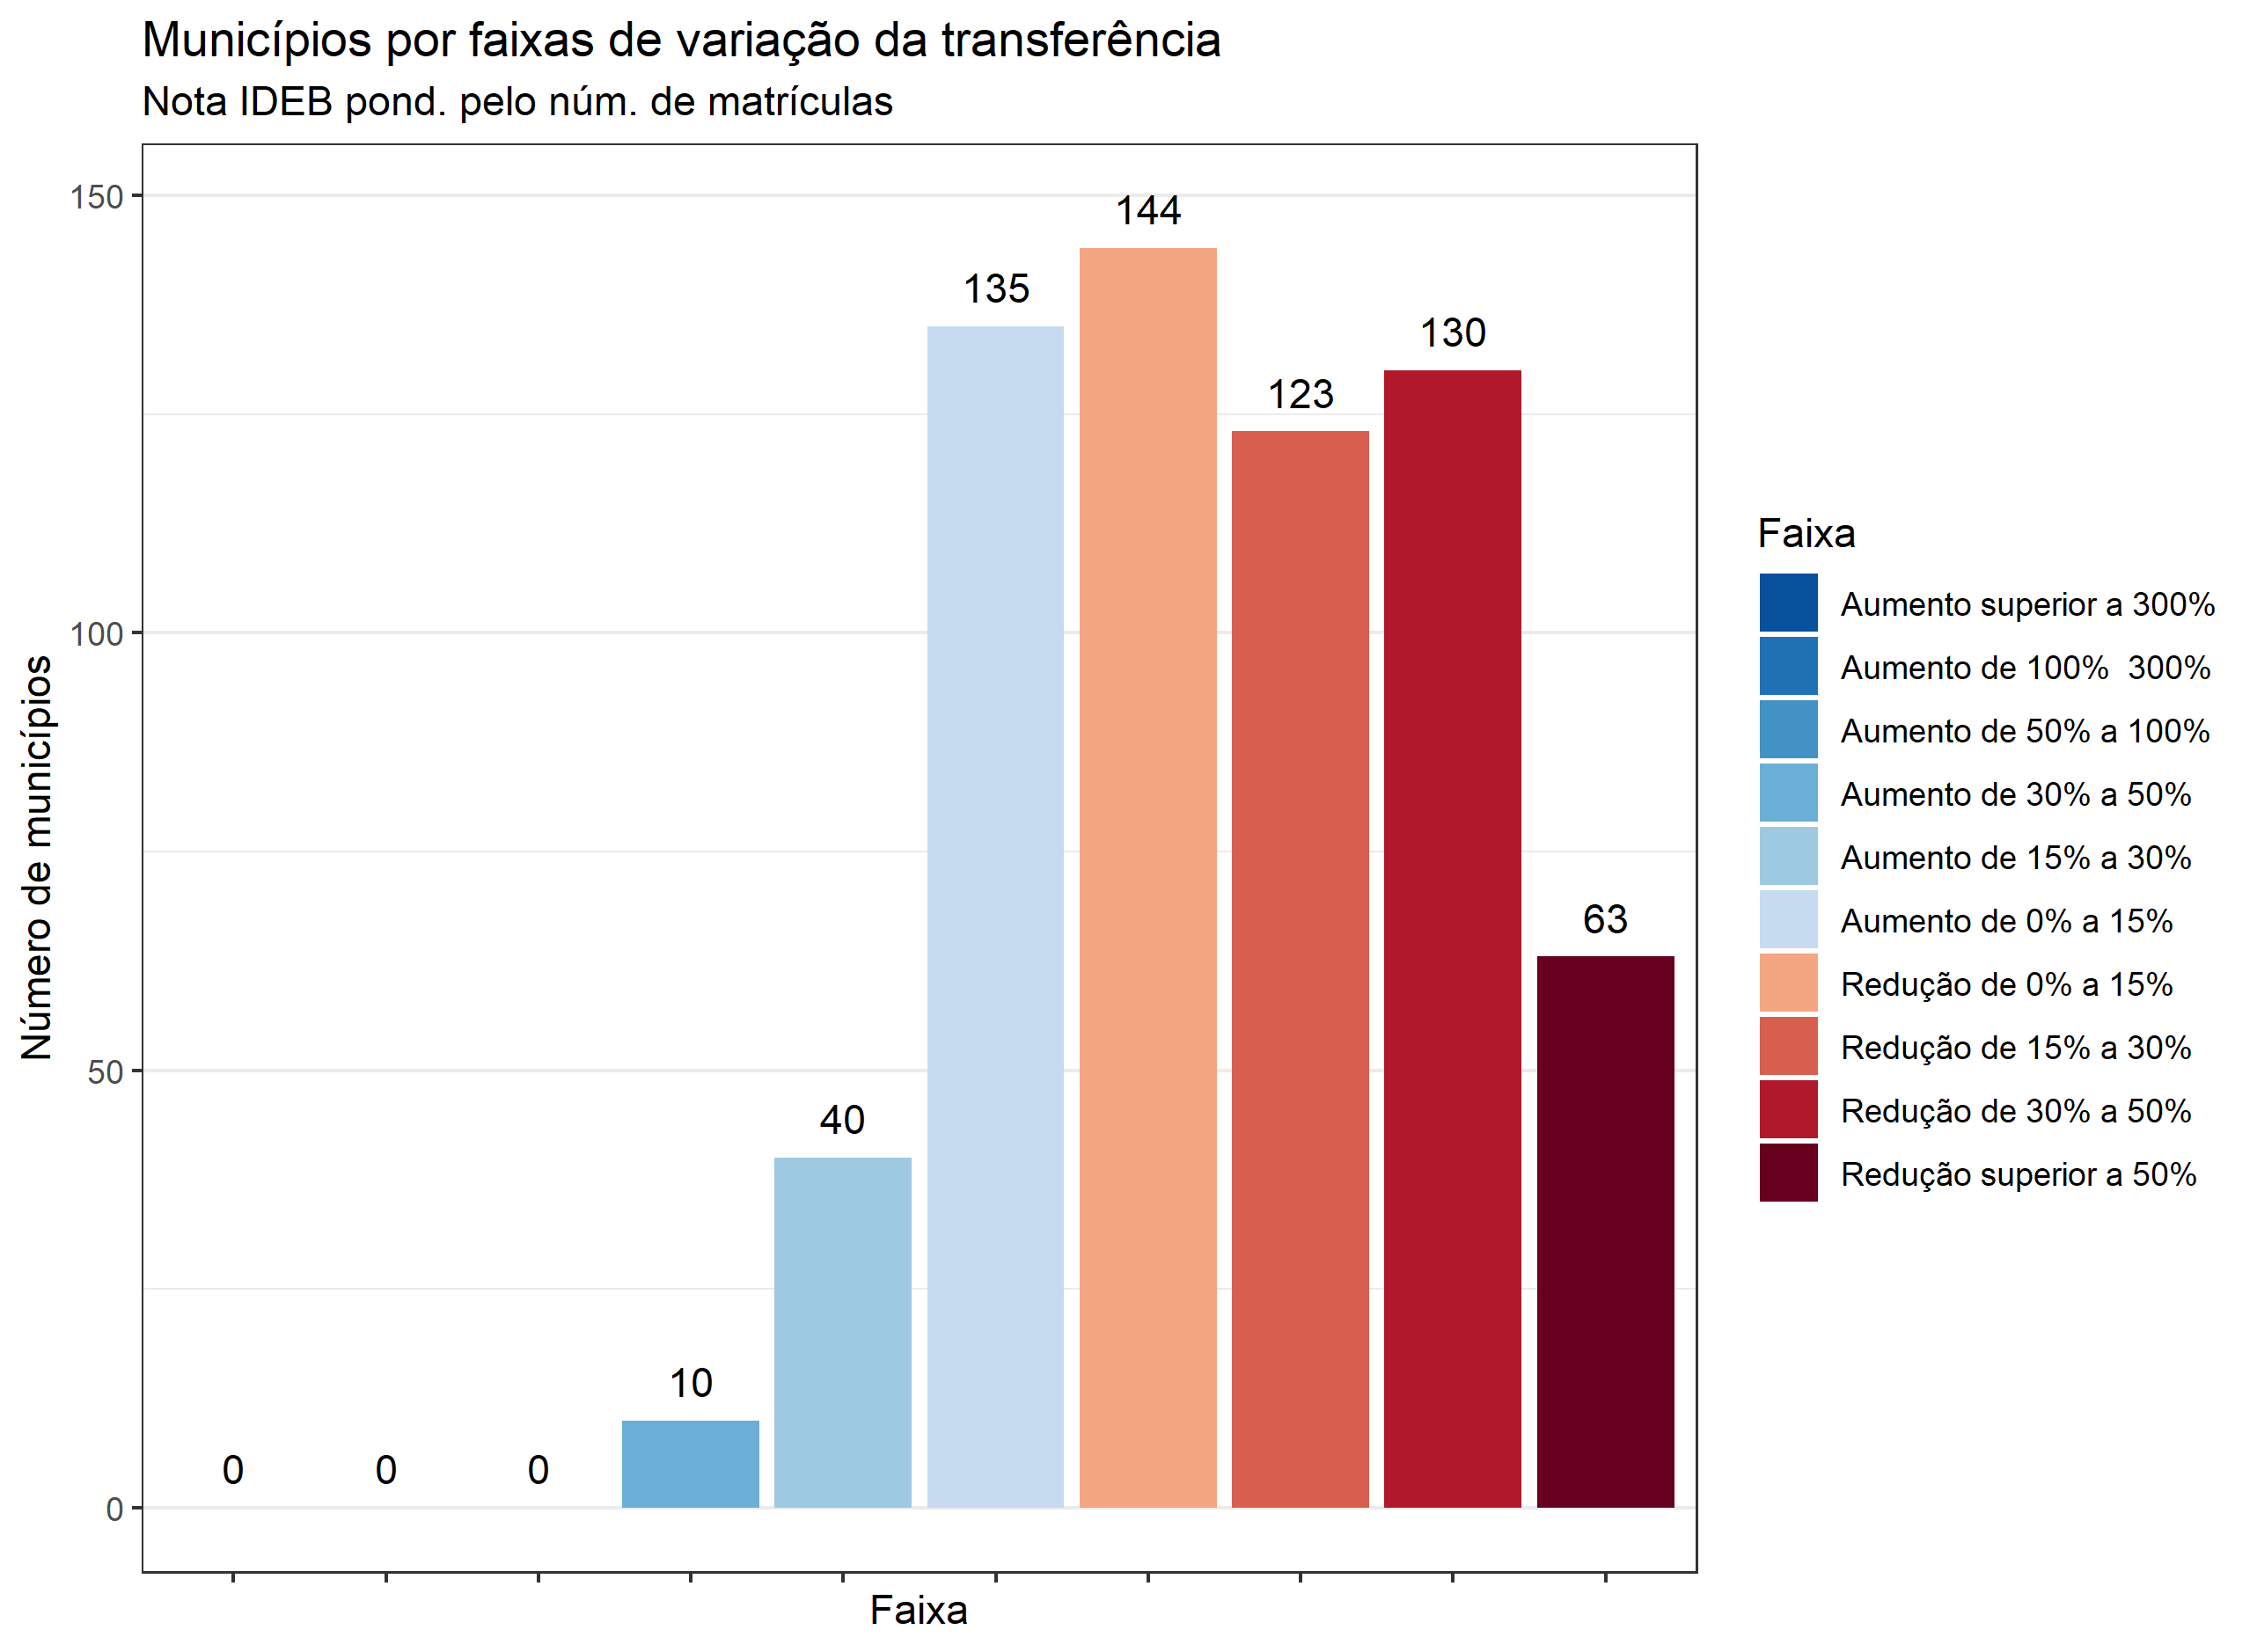 Municípios por faixas de variação da transferência
Nota IDEB pond. pelo núm. de matrículas
Número de municípios
150
100
50
0
0
0
0
10
40
135
144
123
130
63
Faixa
Faixa
Aumento superior a 300%
Aumento de 100%  300%
Aumento de 50% a 100%
Aumento de 30% a 50%
Aumento de 15% a 30%
Aumento de 0% a 15%
Redução de 0% a 15%
Redução de 15% a 30%
Redução de 30% a 50%
Redução superior a 50%